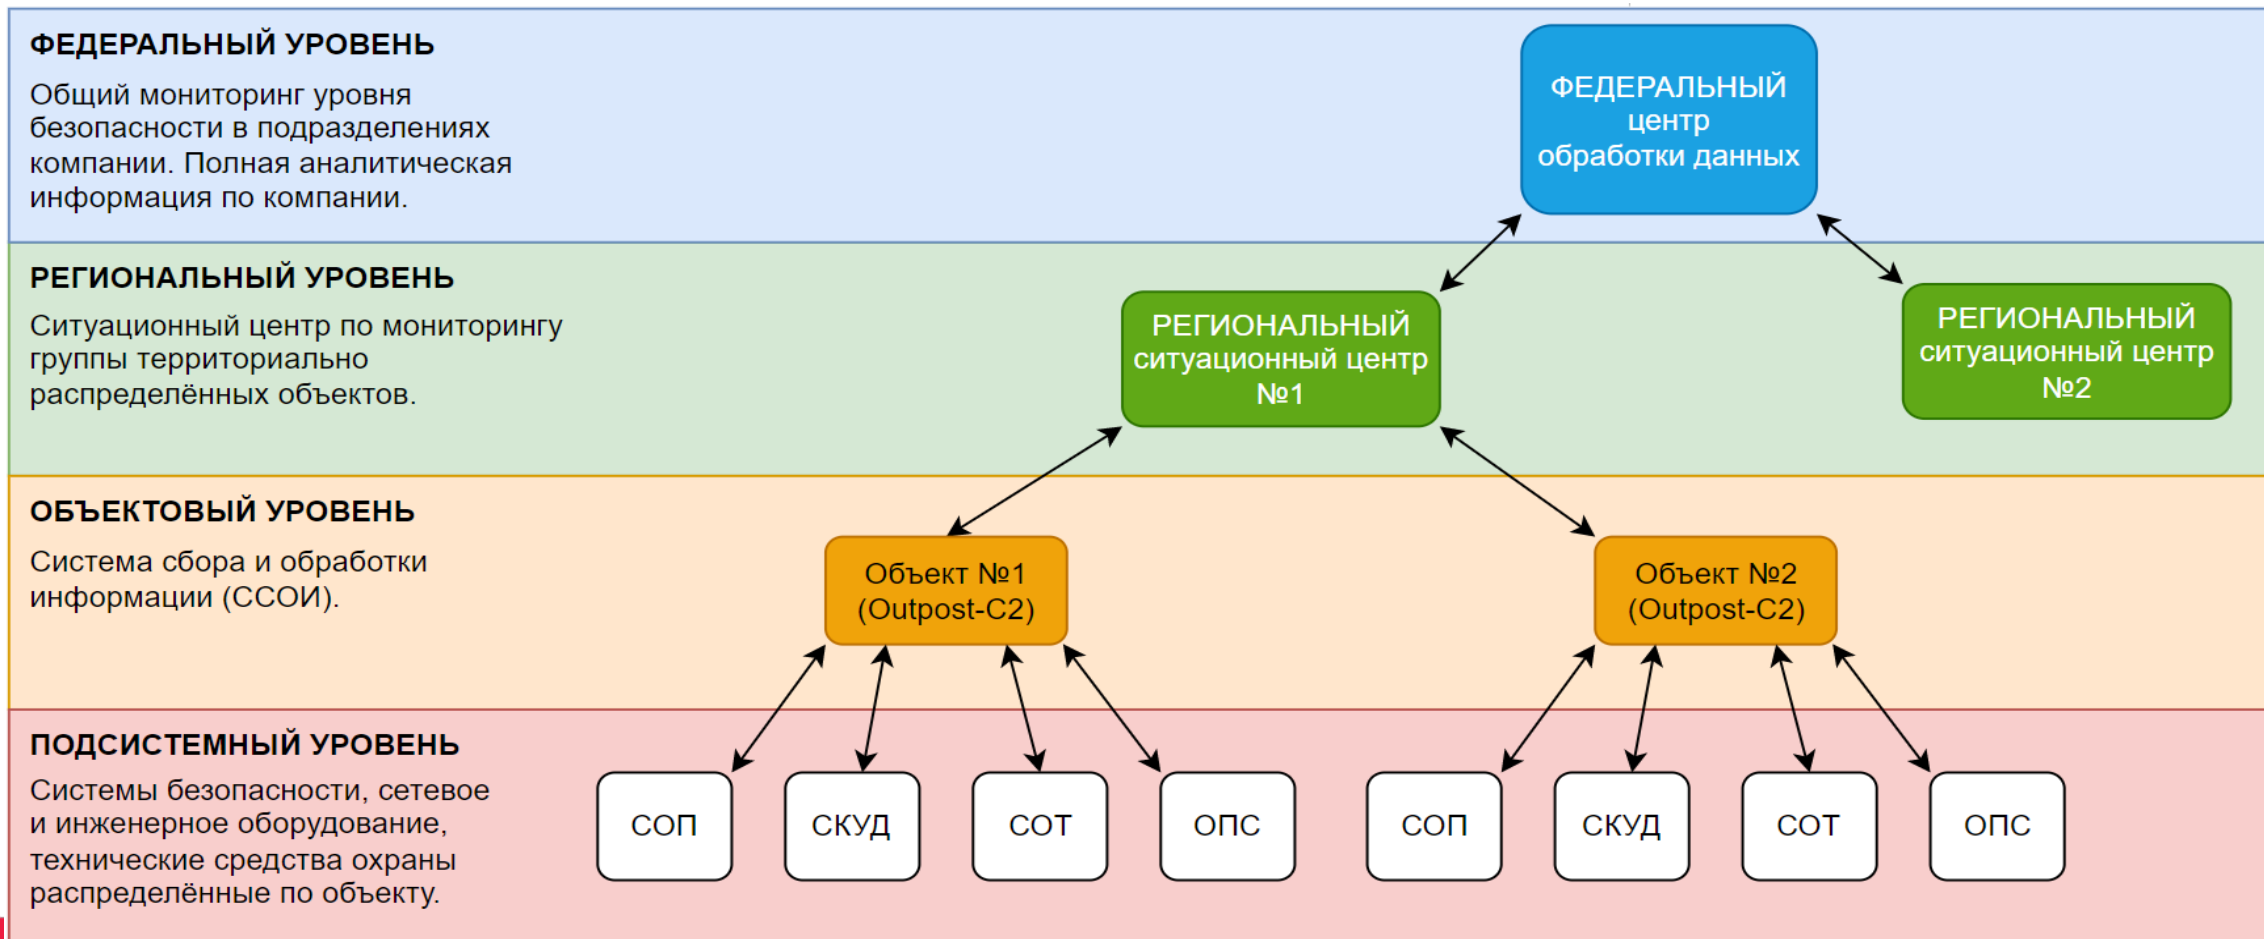 ФЕДЕРАЛЬНЫЙ УРОВЕНЬ
Общий мониторинг уровня
безопасности в подразделениях
компании. Полная аналитическая
информация по компании.
ФЕДЕРАЛЬНЫЙ
центр
обработки данных
РЕГИОНАЛЬНЫЙ УРОВЕНЬ
Ситуационный центр по мониторингу
группы территориально
распределённых объектов.
РЕГИОНАЛЬНЫЙ
ситуационный центр
№1
РЕГИОНАЛЬНЫЙ
ситуационный центр
№2
ОБЪЕКТОВЫЙ УРОВЕНЬ
Система сбора и обработки
информации (ССОИ).
Объект №1
(Outpost-C2)
Объект №2
(Outpost-C2)
ПОДСИСТЕМНЫЙ УРОВЕНЬ
Системы безопасности, сетевое
и инженерное оборудование,
технические средства охраны
распределённые по объекту.
СОП
СКУД
СОТ
ОПС
СОП
СКУД
СОТ
ОПС